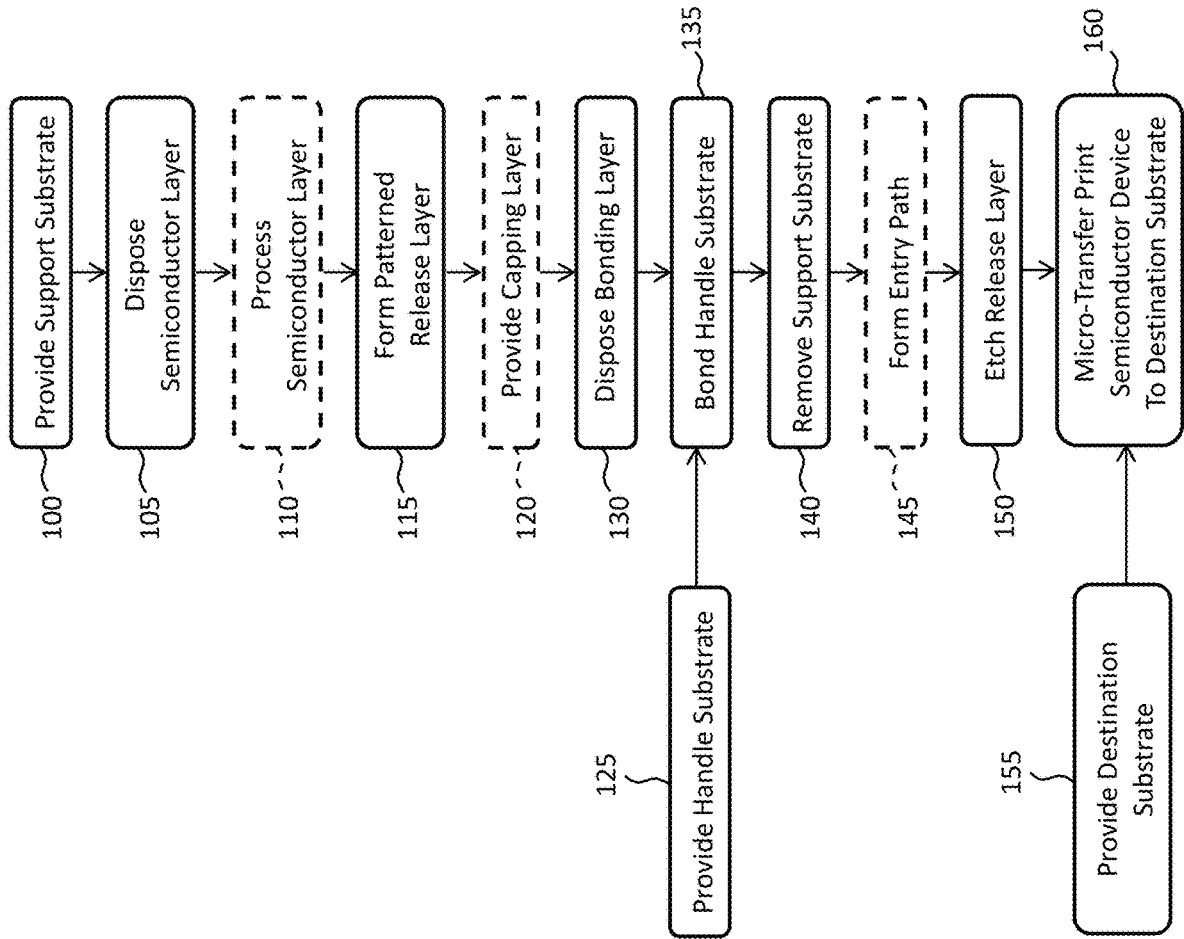 100
Provide Support Substrate
105
Dispose
Semiconductor Layer
110
Process
Semiconductor Layer
115
Form Patterned
Release Layer
120
Provide Capping Layer
130
Dispose Bonding Layer
125
Provide Handle Substrate
135
Bond Handle Substrate
140
Remove Support Substrate
145
Form Entry Path
150
Etch Release Layer
155
Provide Destination
Substrate
160
Micro-Transfer Print
Semiconductor Device
To Destination Substrate